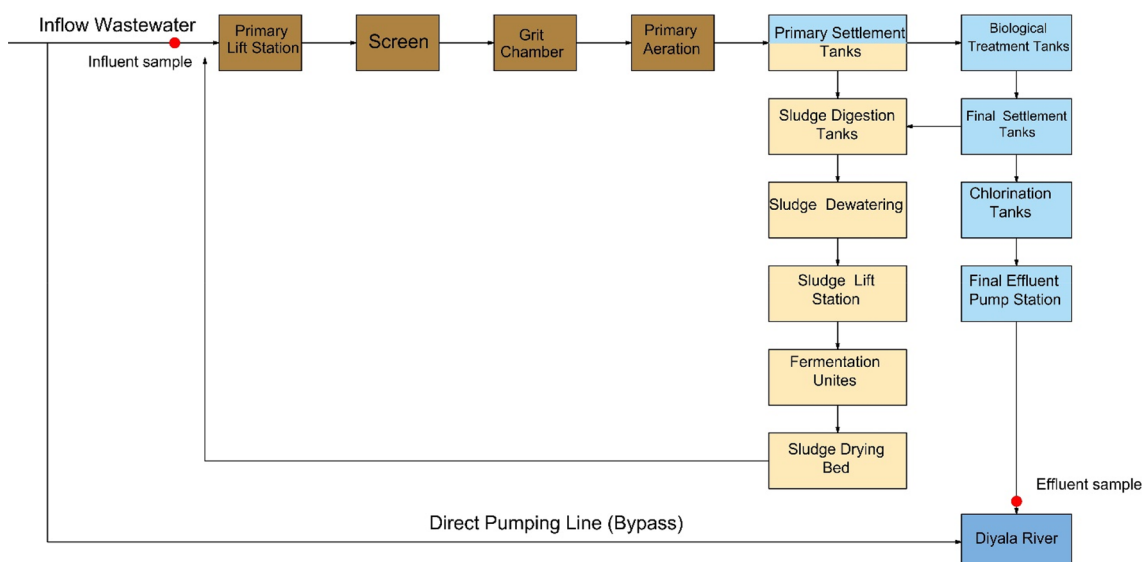 Inflow Wastewater
Influent sample
Primary
Lift Station
Screen
Grit
Chamber
Primary
Aeration
Primary Settlement
Tanks
Biological
Treatment Tanks
Sludge Digestion
Tanks
Final Settlement
Tanks
Sludge Dewatering
Chlorination
Tanks
Sludge Lift
Station
Final Effluent
Pump Station
Fermentation
Unites
Sludge Drying
Bed
Effluent sample
Direct Pumping Line (Bypass)
Diyala River